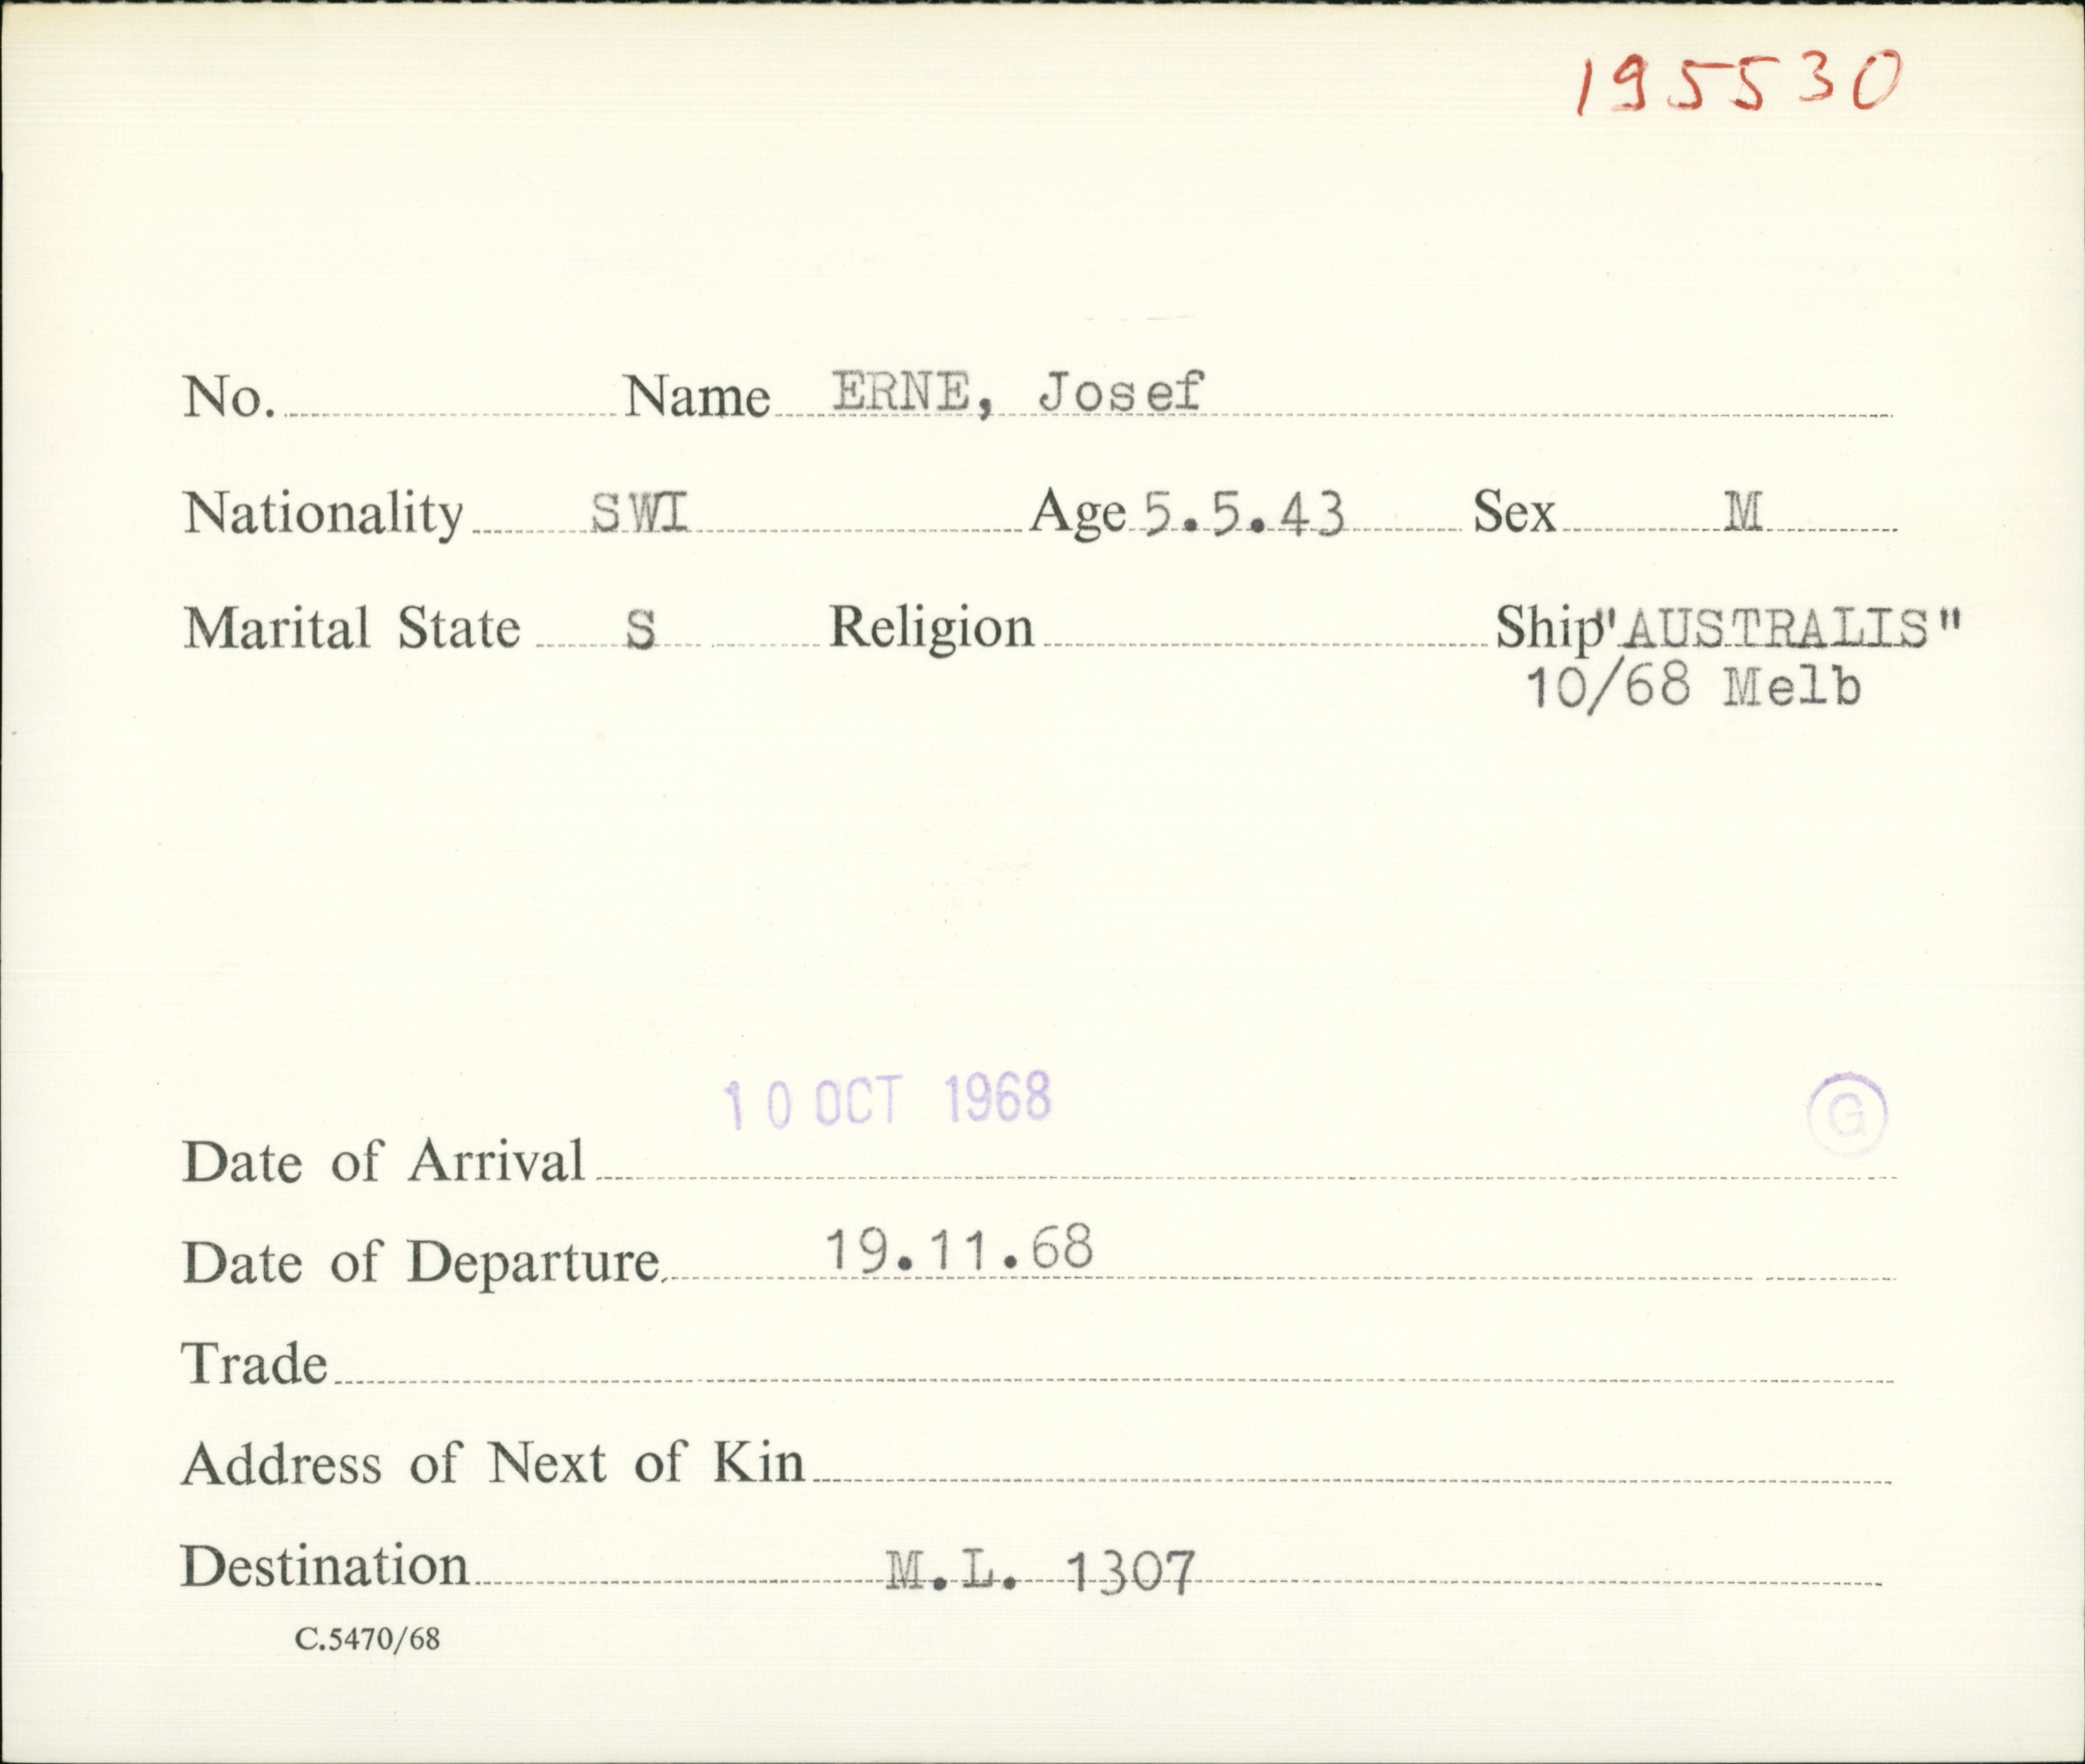 195530
No. Name ERNE, Josef
Nationality SWI Age 5.5.43 Sex M
Marital State S Religion Ship "AUSTRALIS"
10/68 Melb
10 OCT 1968 G
Date of Arrival
Date of Departure 19.11.68
Trade
Address of Next of Kin
Destination M.L. 1307
C.5470/68